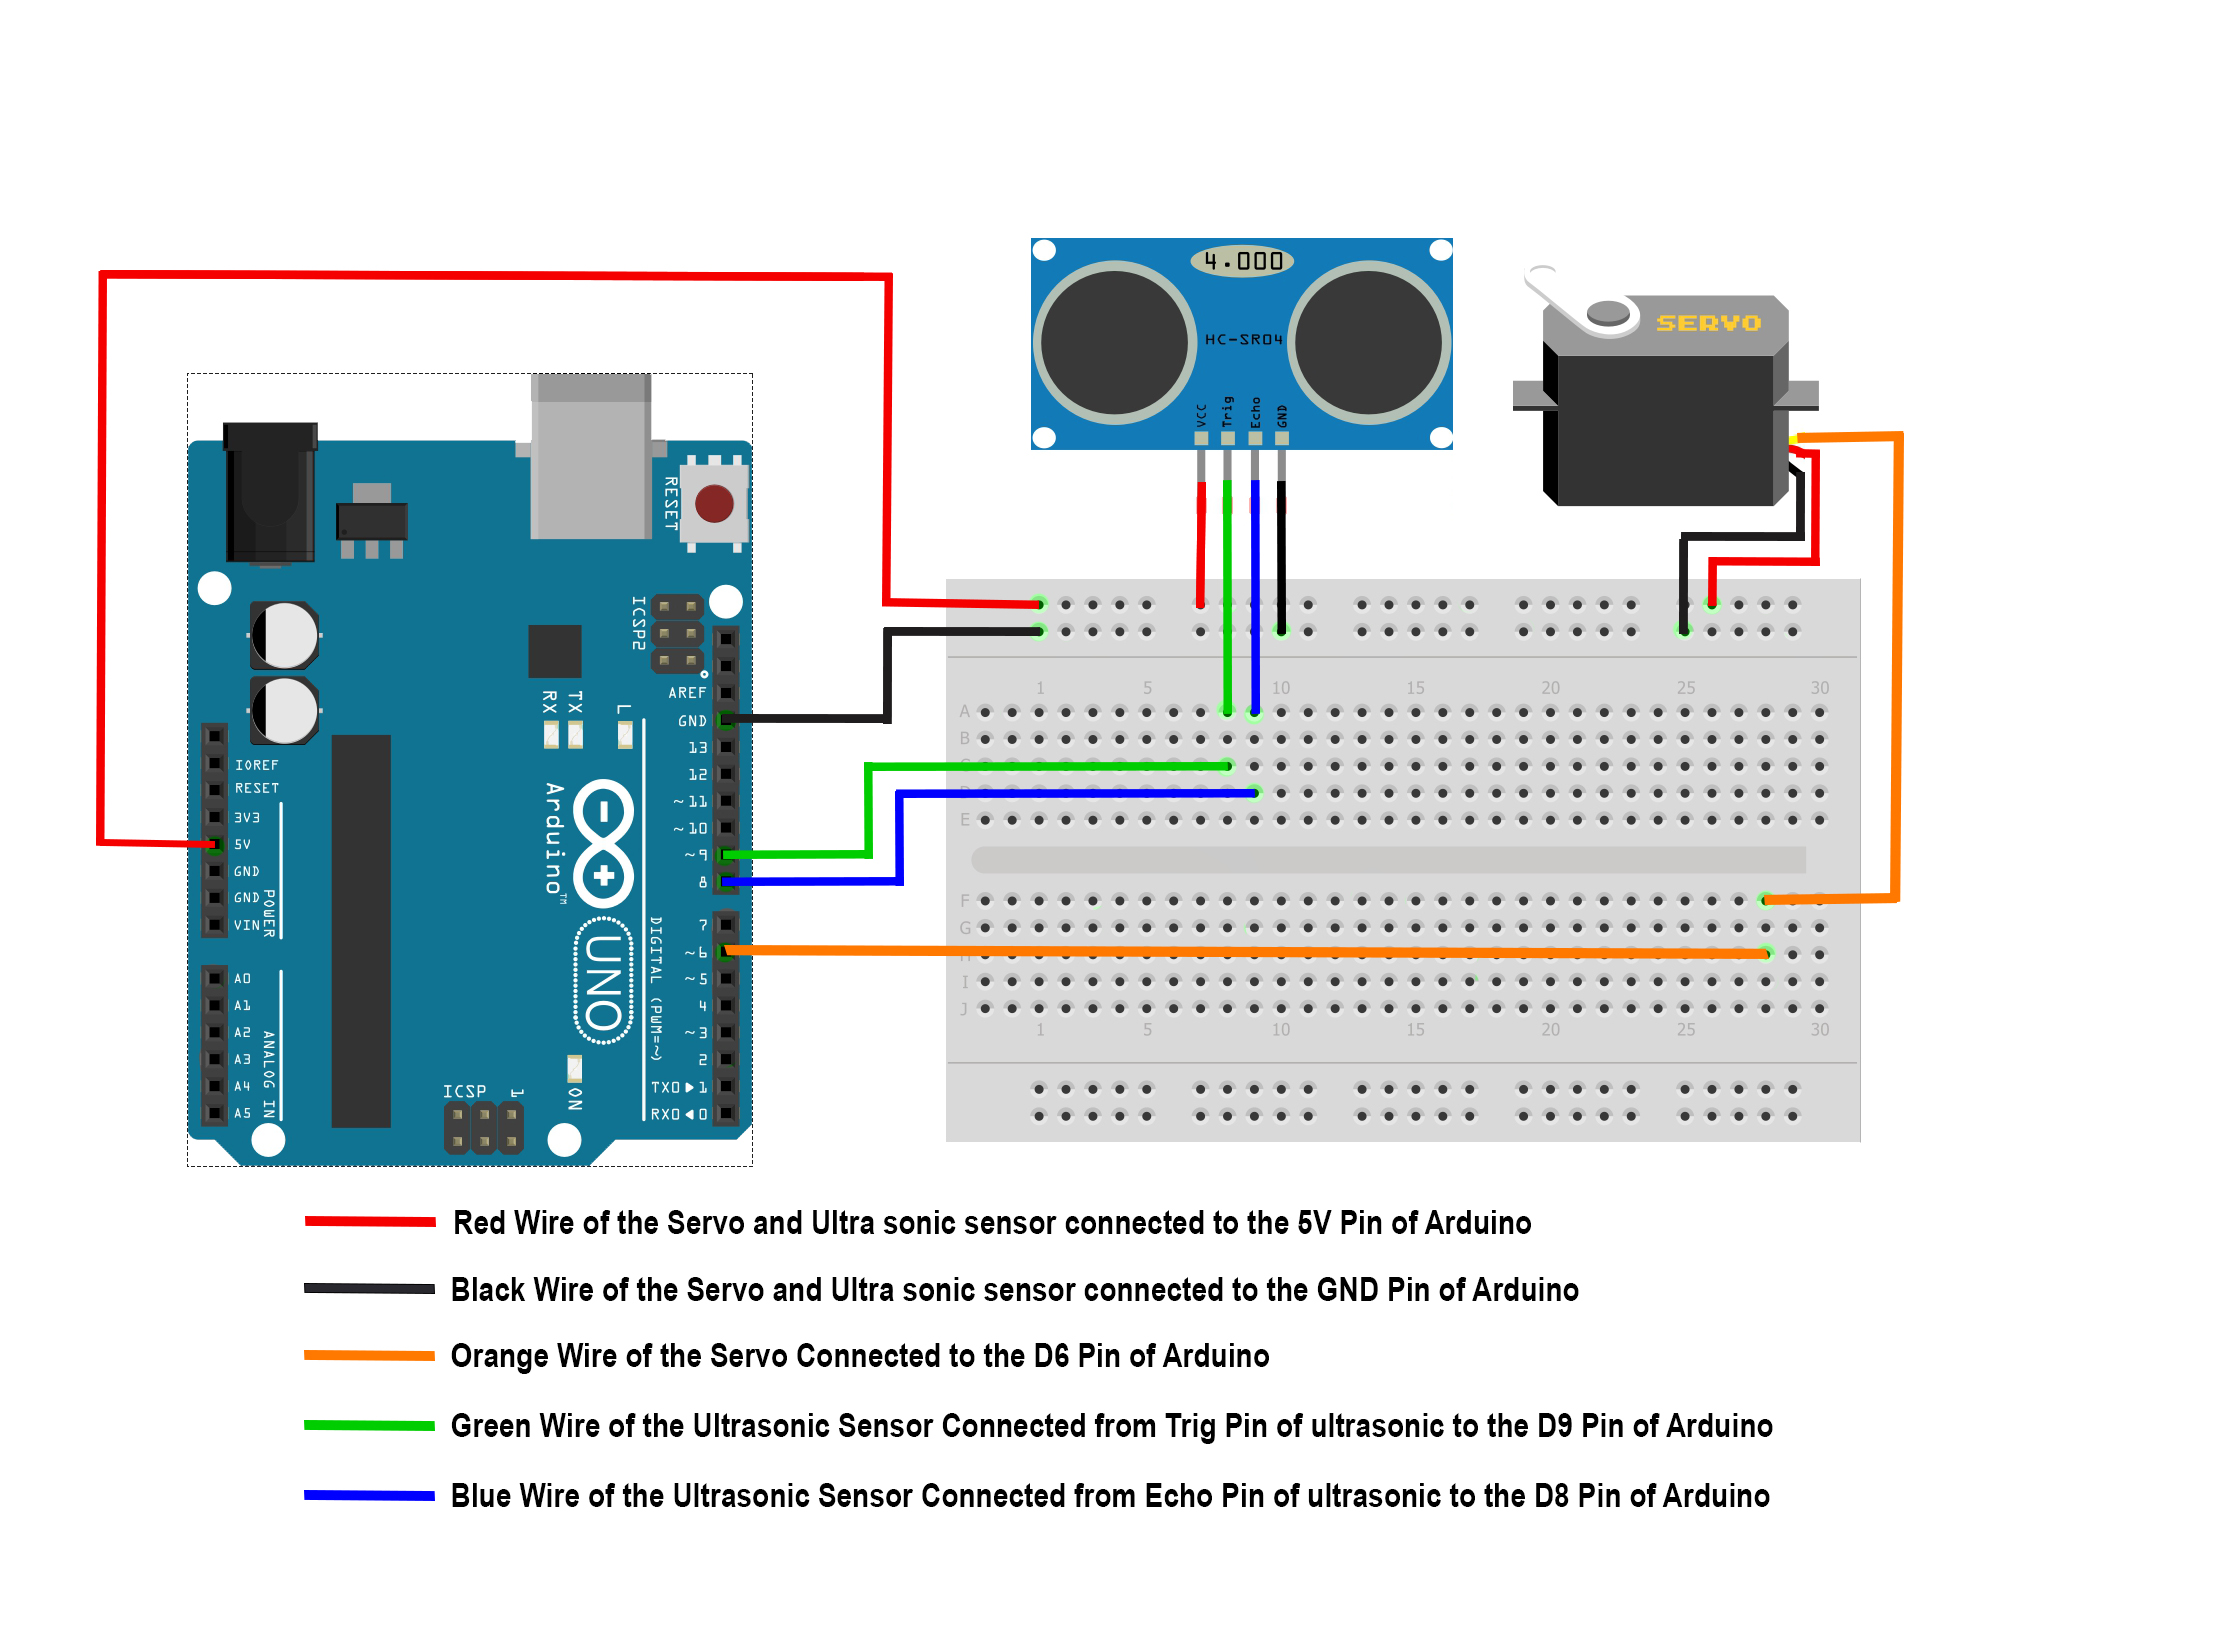 4.000
HC-SR04
VCC
Trig
Echo
GND
SERVO
RESET
ICSP2
AREF
GND
13
12
~11
~10
~9
8
7
~6
~5
4
~3
2
TX0▶1
RX0◀0
DIGITAL (PWM=~)
RX
TX
L
Arduino™
UNO
IOREF
RESET
3V3
5V
GND
GND
VIN
POWER
A0
A1
A2
A3
A4
A5
ANALOG IN
ICSP
1
ON
1 5 10 15 20 25 30
A
B
E
F
G
I
J
1 5 10 15 20 25 30
Red Wire of the Servo and Ultra sonic sensor connected to the 5V Pin of Arduino
Black Wire of the Servo and Ultra sonic sensor connected to the GND Pin of Arduino
Orange Wire of the Servo Connected to the D6 Pin of Arduino
Green Wire of the Ultrasonic Sensor Connected from Trig Pin of ultrasonic to the D9 Pin of Arduino
Blue Wire of the Ultrasonic Sensor Connected from Echo Pin of ultrasonic to the D8 Pin of Arduino